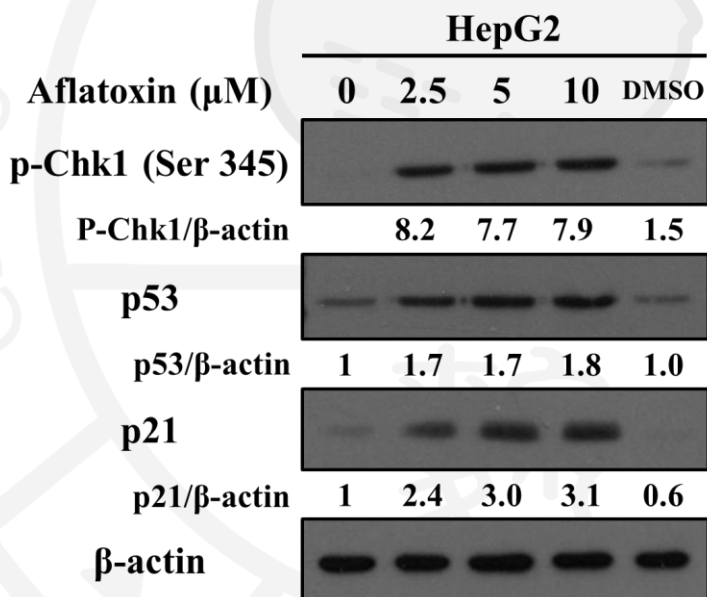 HepG2
Aflatoxin (μM) 0 2.5 5 10 DMSO
p-Chk1 (Ser 345)
P-Chk1/β-actin 8.2 7.7 7.9 1.5
p53
p53/β-actin 1 1.7 1.7 1.8 1.0
p21
p21/β-actin 1 2.4 3.0 3.1 0.6
β-actin